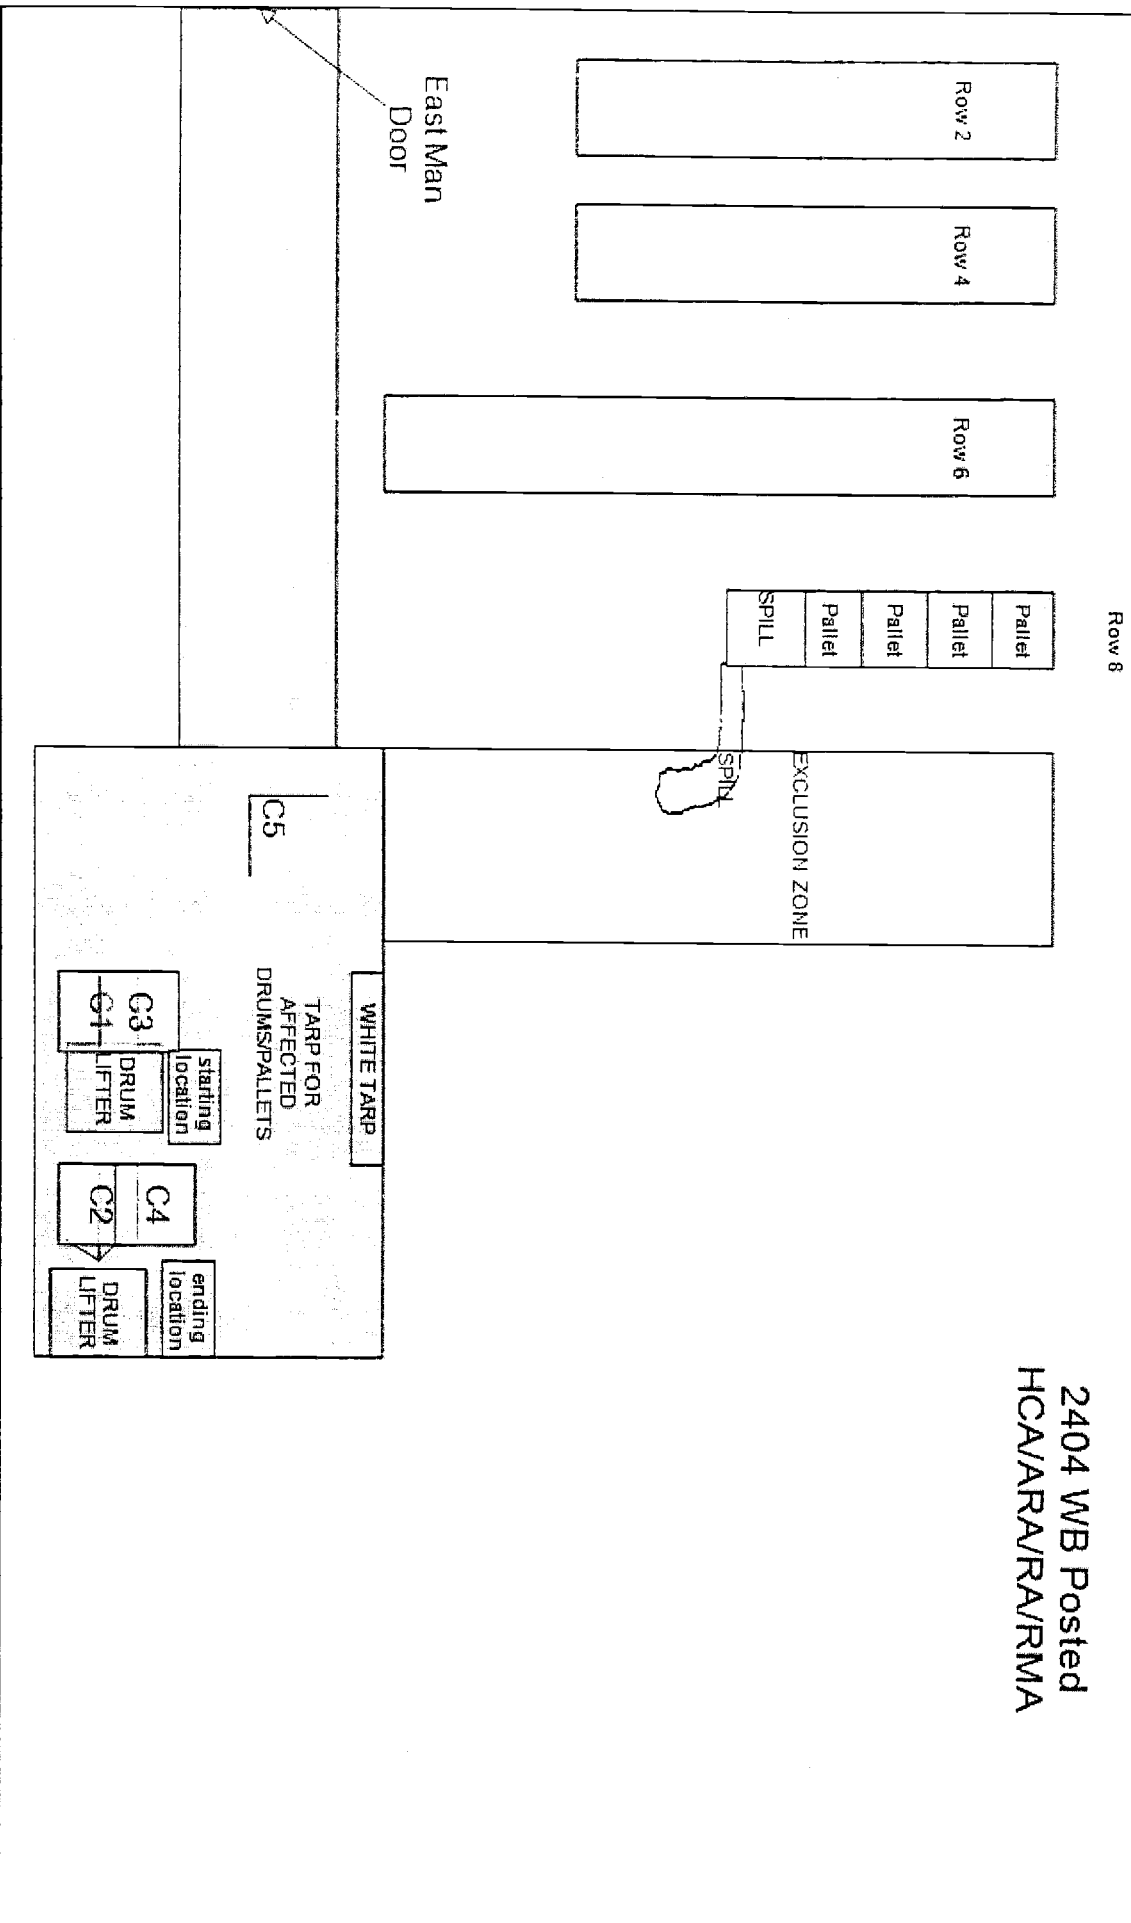 2404 WB Posted
HCA/ARA/RA/RMA
Row 8
Row 2
Row 4
Row 6
Pallet
Pallet
Pallet
Pallet
SPILL
EXCLUSION ZONE
SPILL
East Man
Door
WHITE TARP
TARP FOR
AFFECTED
DRUMS/PALLETS
C5
starting
location
C3
C1
DRUM
LIFTER
ending
location
C4
C2
DRUM
LIFTER